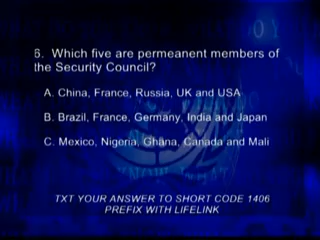 6. Which five are permeanent members of
the Security Council?
A. China, France, Russia, UK and USA
B. Brazil, France, Germany, India and Japan
C. Mexico, Nigeria, Ghana, Canada and Mali
TXT YOUR ANSWER TO SHORT CODE 1406
PREFIX WITH LIFELINK